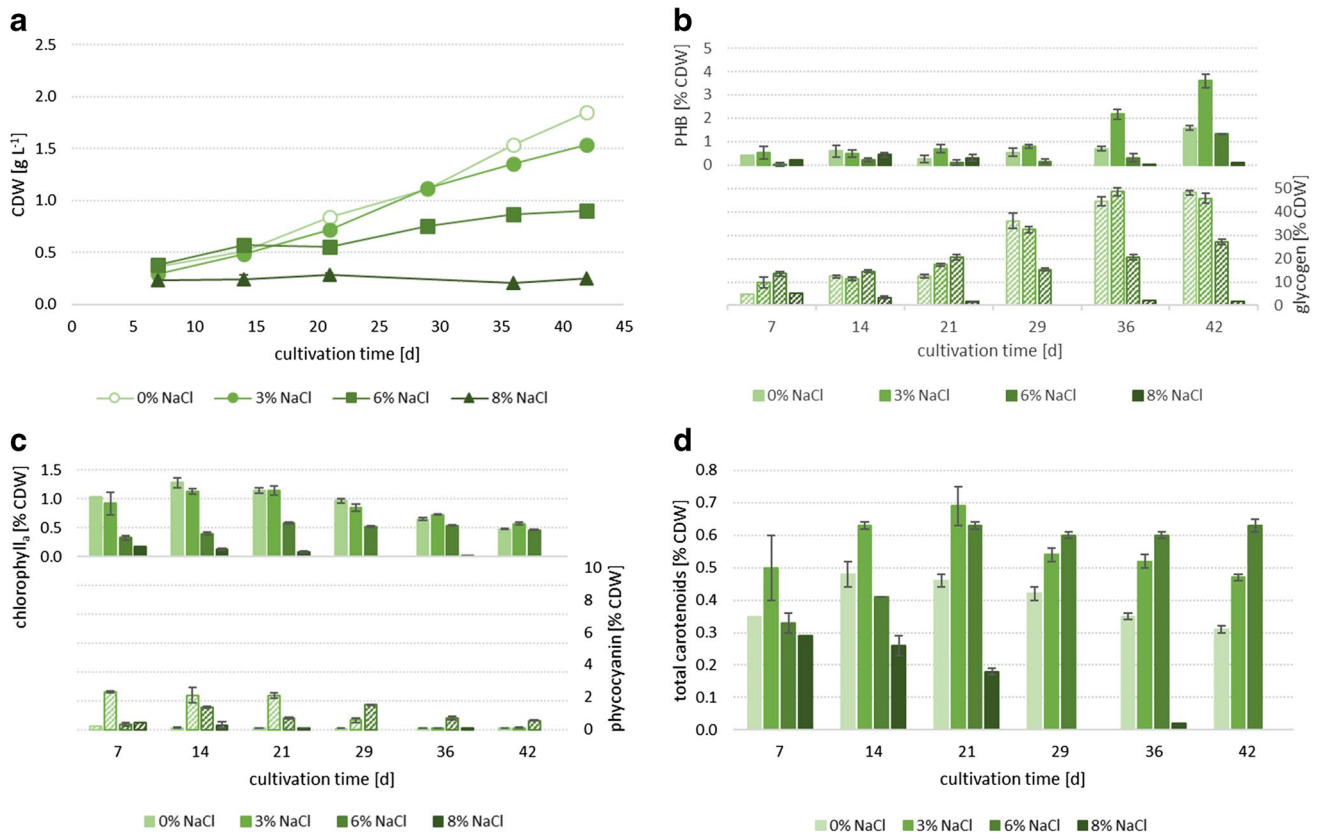 a
2.5
2.0
1.5
1.0
0.5
0.0
CDW [g L-1]
0 5 10 15 20 25 30 35 40 45
cultivation time [d]
0% NaCl 3% NaCl 6% NaCl 8% NaCl
b
5
4
3
2
1
0
PHB [% CDW]
50
40
30
20
10
0
glycogen [% CDW]
7 14 21 29 36 42
cultivation time [d]
0% NaCl 3% NaCl 6% NaCl 8% NaCl
c
1.5
1.0
0.5
0.0
chlorophylla [% CDW]
10
8
6
4
2
0
phycocyanin [% CDW]
7 14 21 29 36 42
cultivation time [d]
0% NaCl 3% NaCl 6% NaCl 8% NaCl
d
0.8
0.7
0.6
0.5
0.4
0.3
0.2
0.1
0.0
total carotenoids [% CDW]
7 14 21 29 36 42
cultivation time [d]
0% NaCl 3% NaCl 6% NaCl 8% NaCl